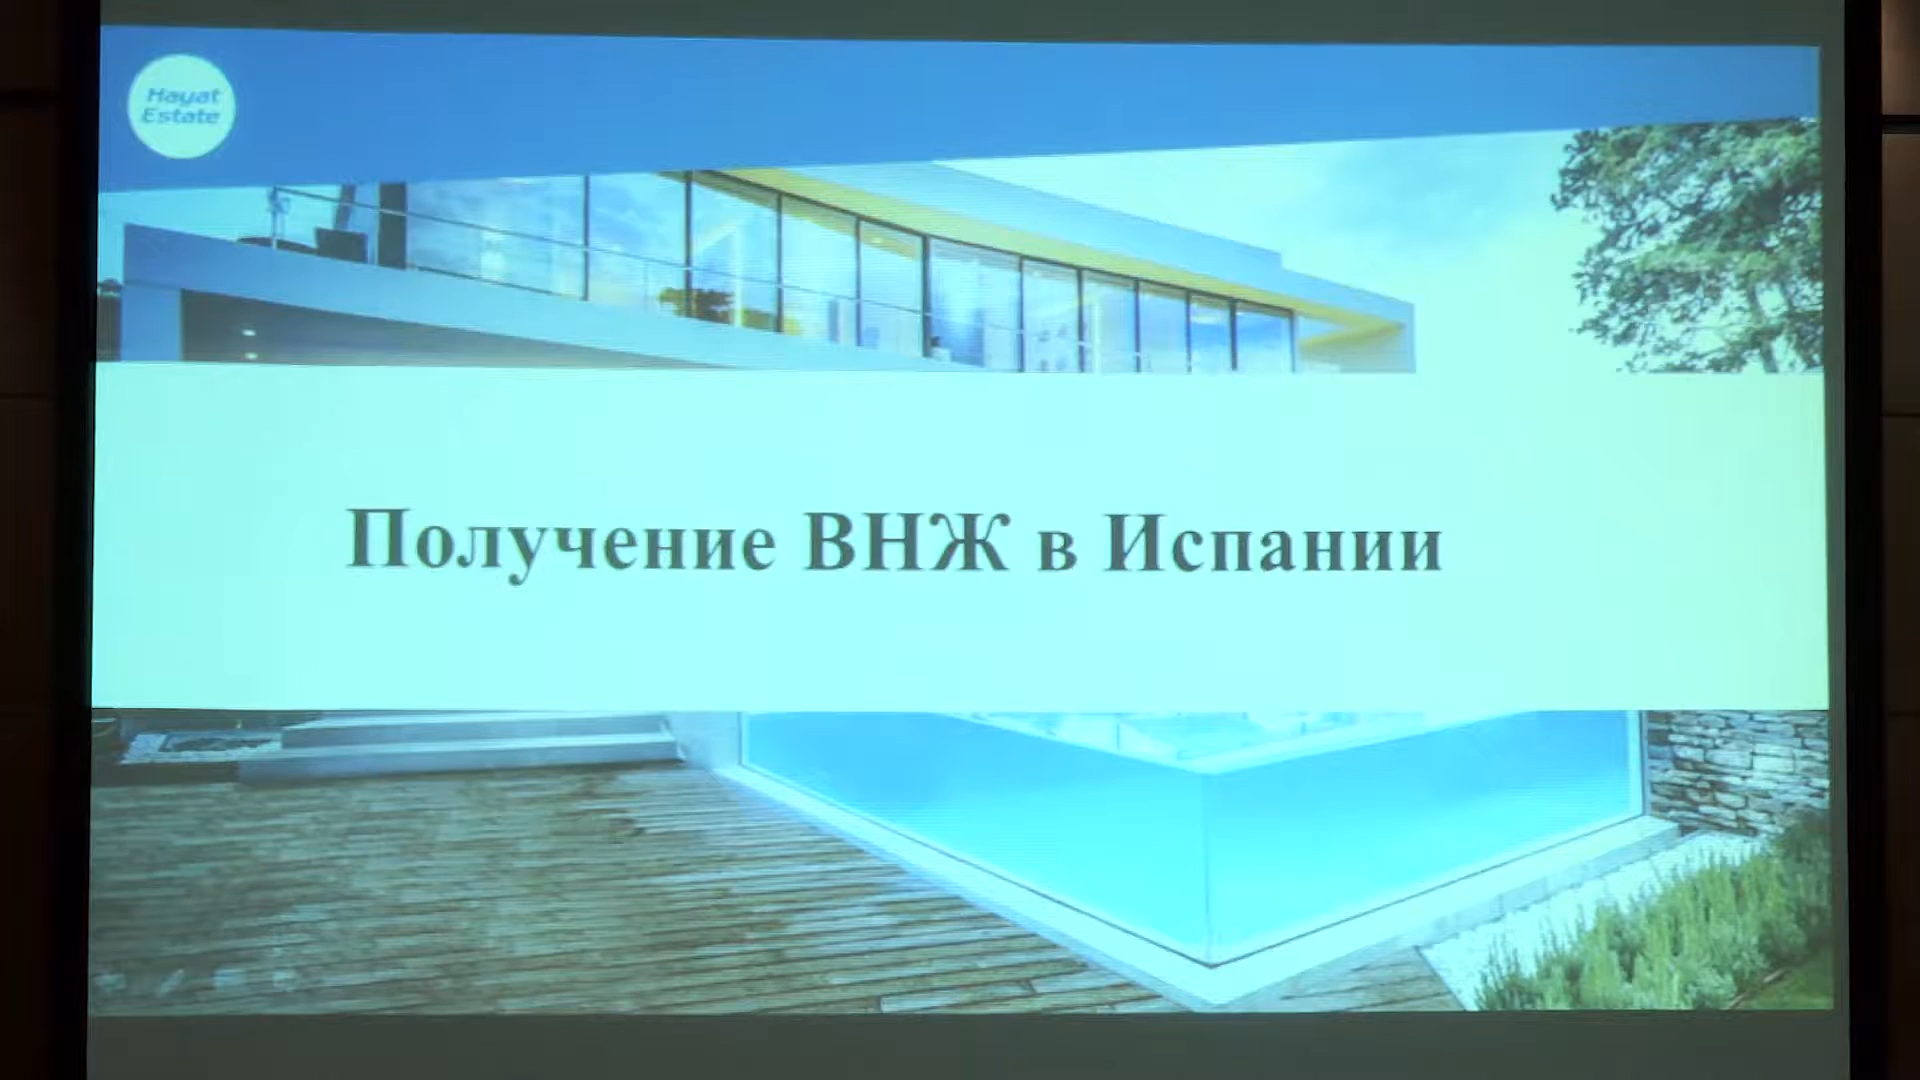 Hayat
Estate
Получение ВНЖ в Испании